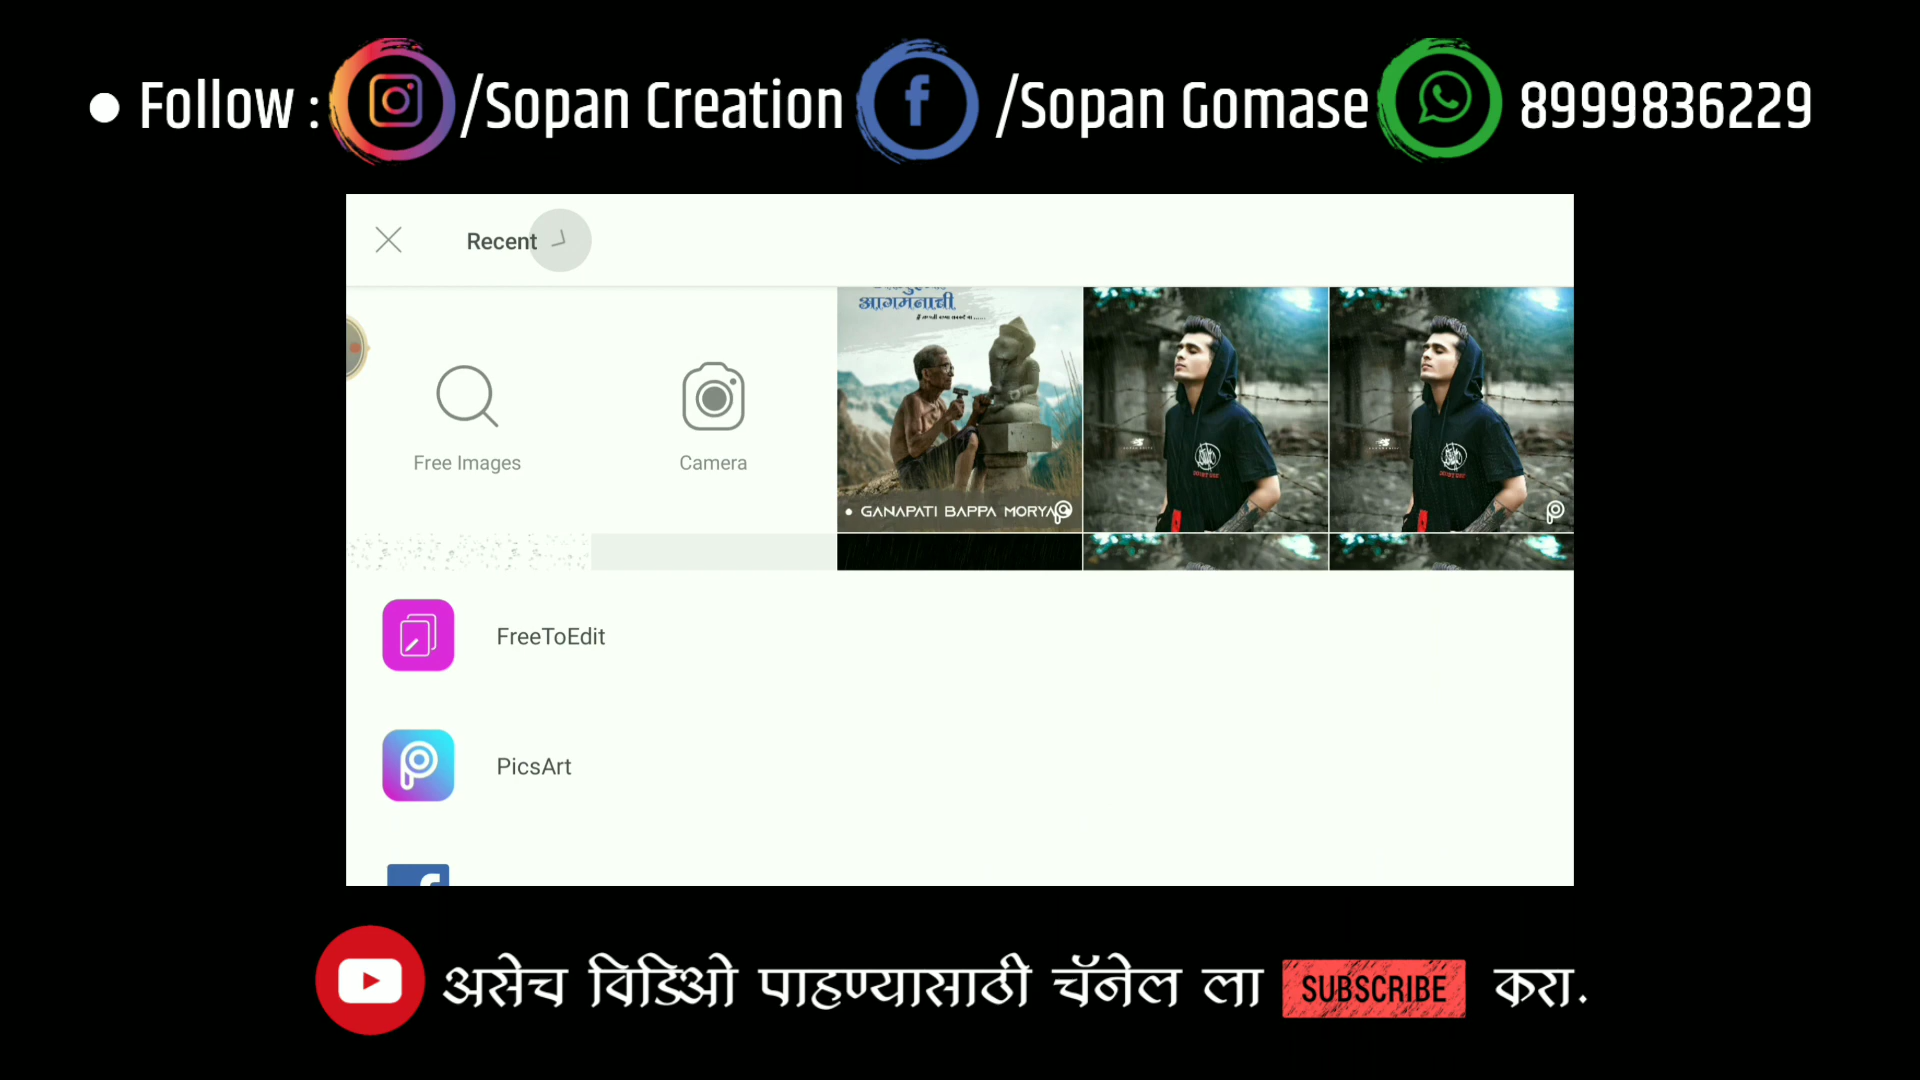 • Follow : /Sopan Creation /Sopan Gomase 8999836229
Recent
आगमनाची
Free Images
Camera
• GANAPATI BAPPA MORYA
FreeToEdit
PicsArt
असेच विडिओ पाहण्यासाठी चॅनेल ला SUBSCRIBE करा.